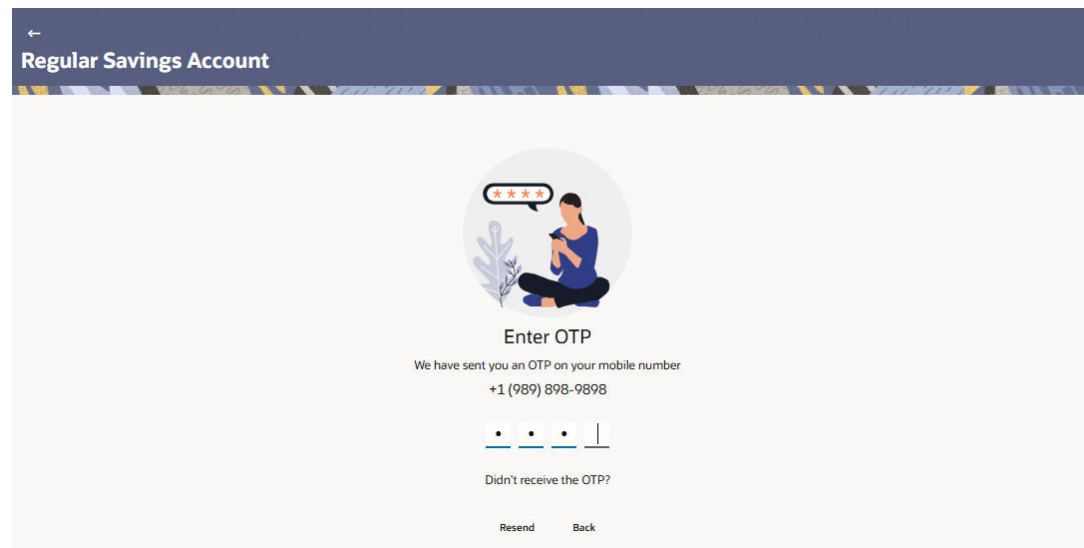 ←
Regular Savings Account
* * * *
Enter OTP
We have sent you an OTP on your mobile number
+1 (989) 898-9898
• • •
Didn't receive the OTP?
Resend Back